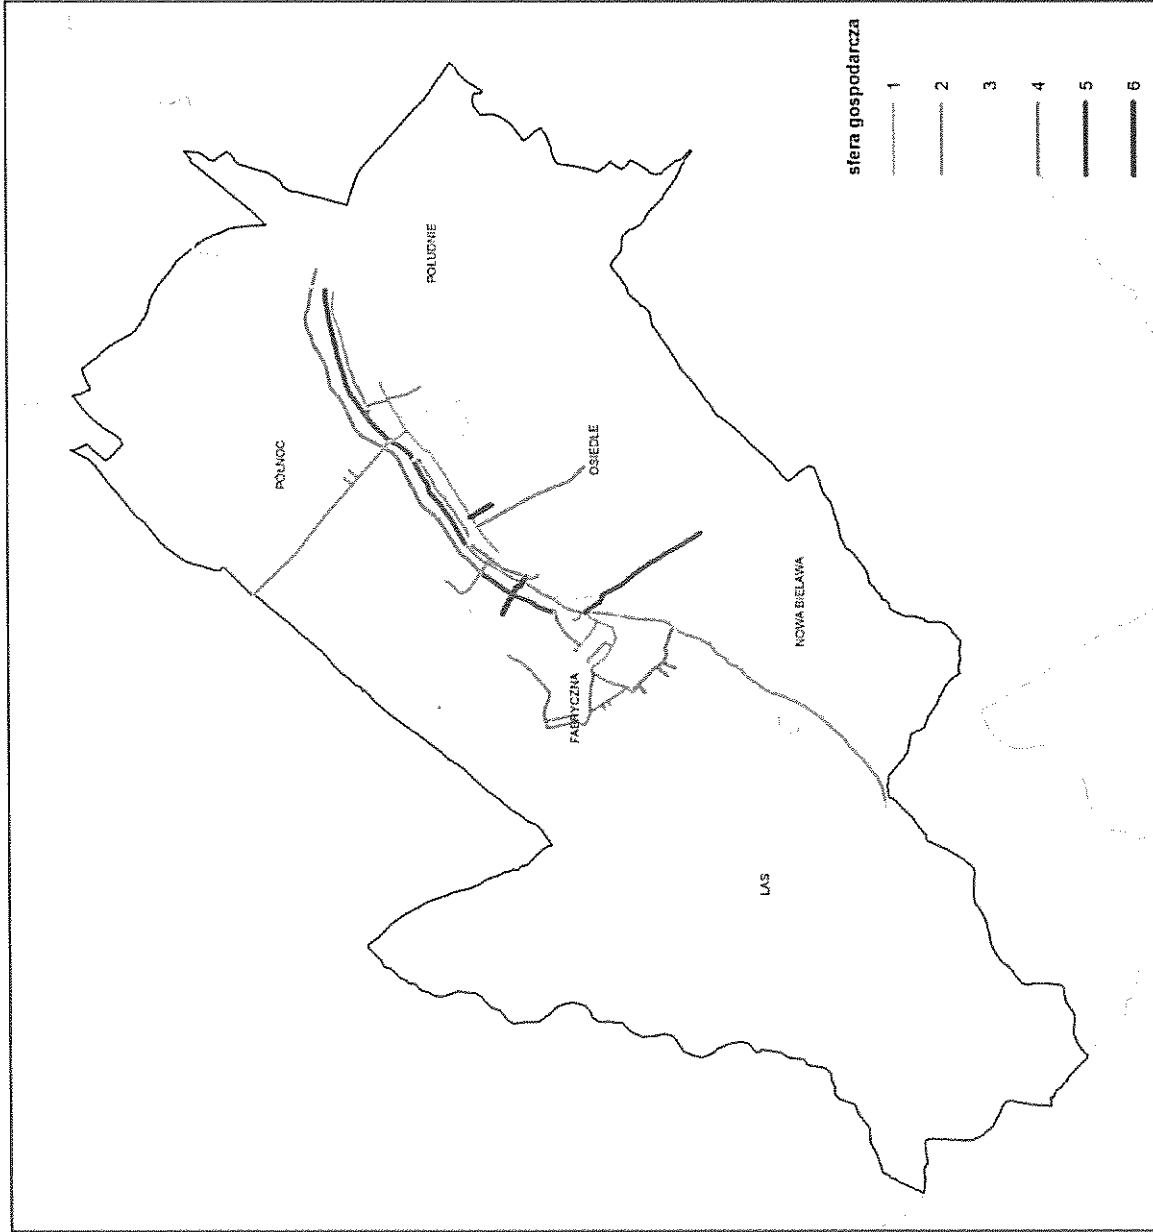 PÓŁNOC
POŁUDNIE
OSIEDLE
FABRYCZNA
NOWA BIELAWA
LAS
sfera gospodarcza
1
2
3
4
5
6